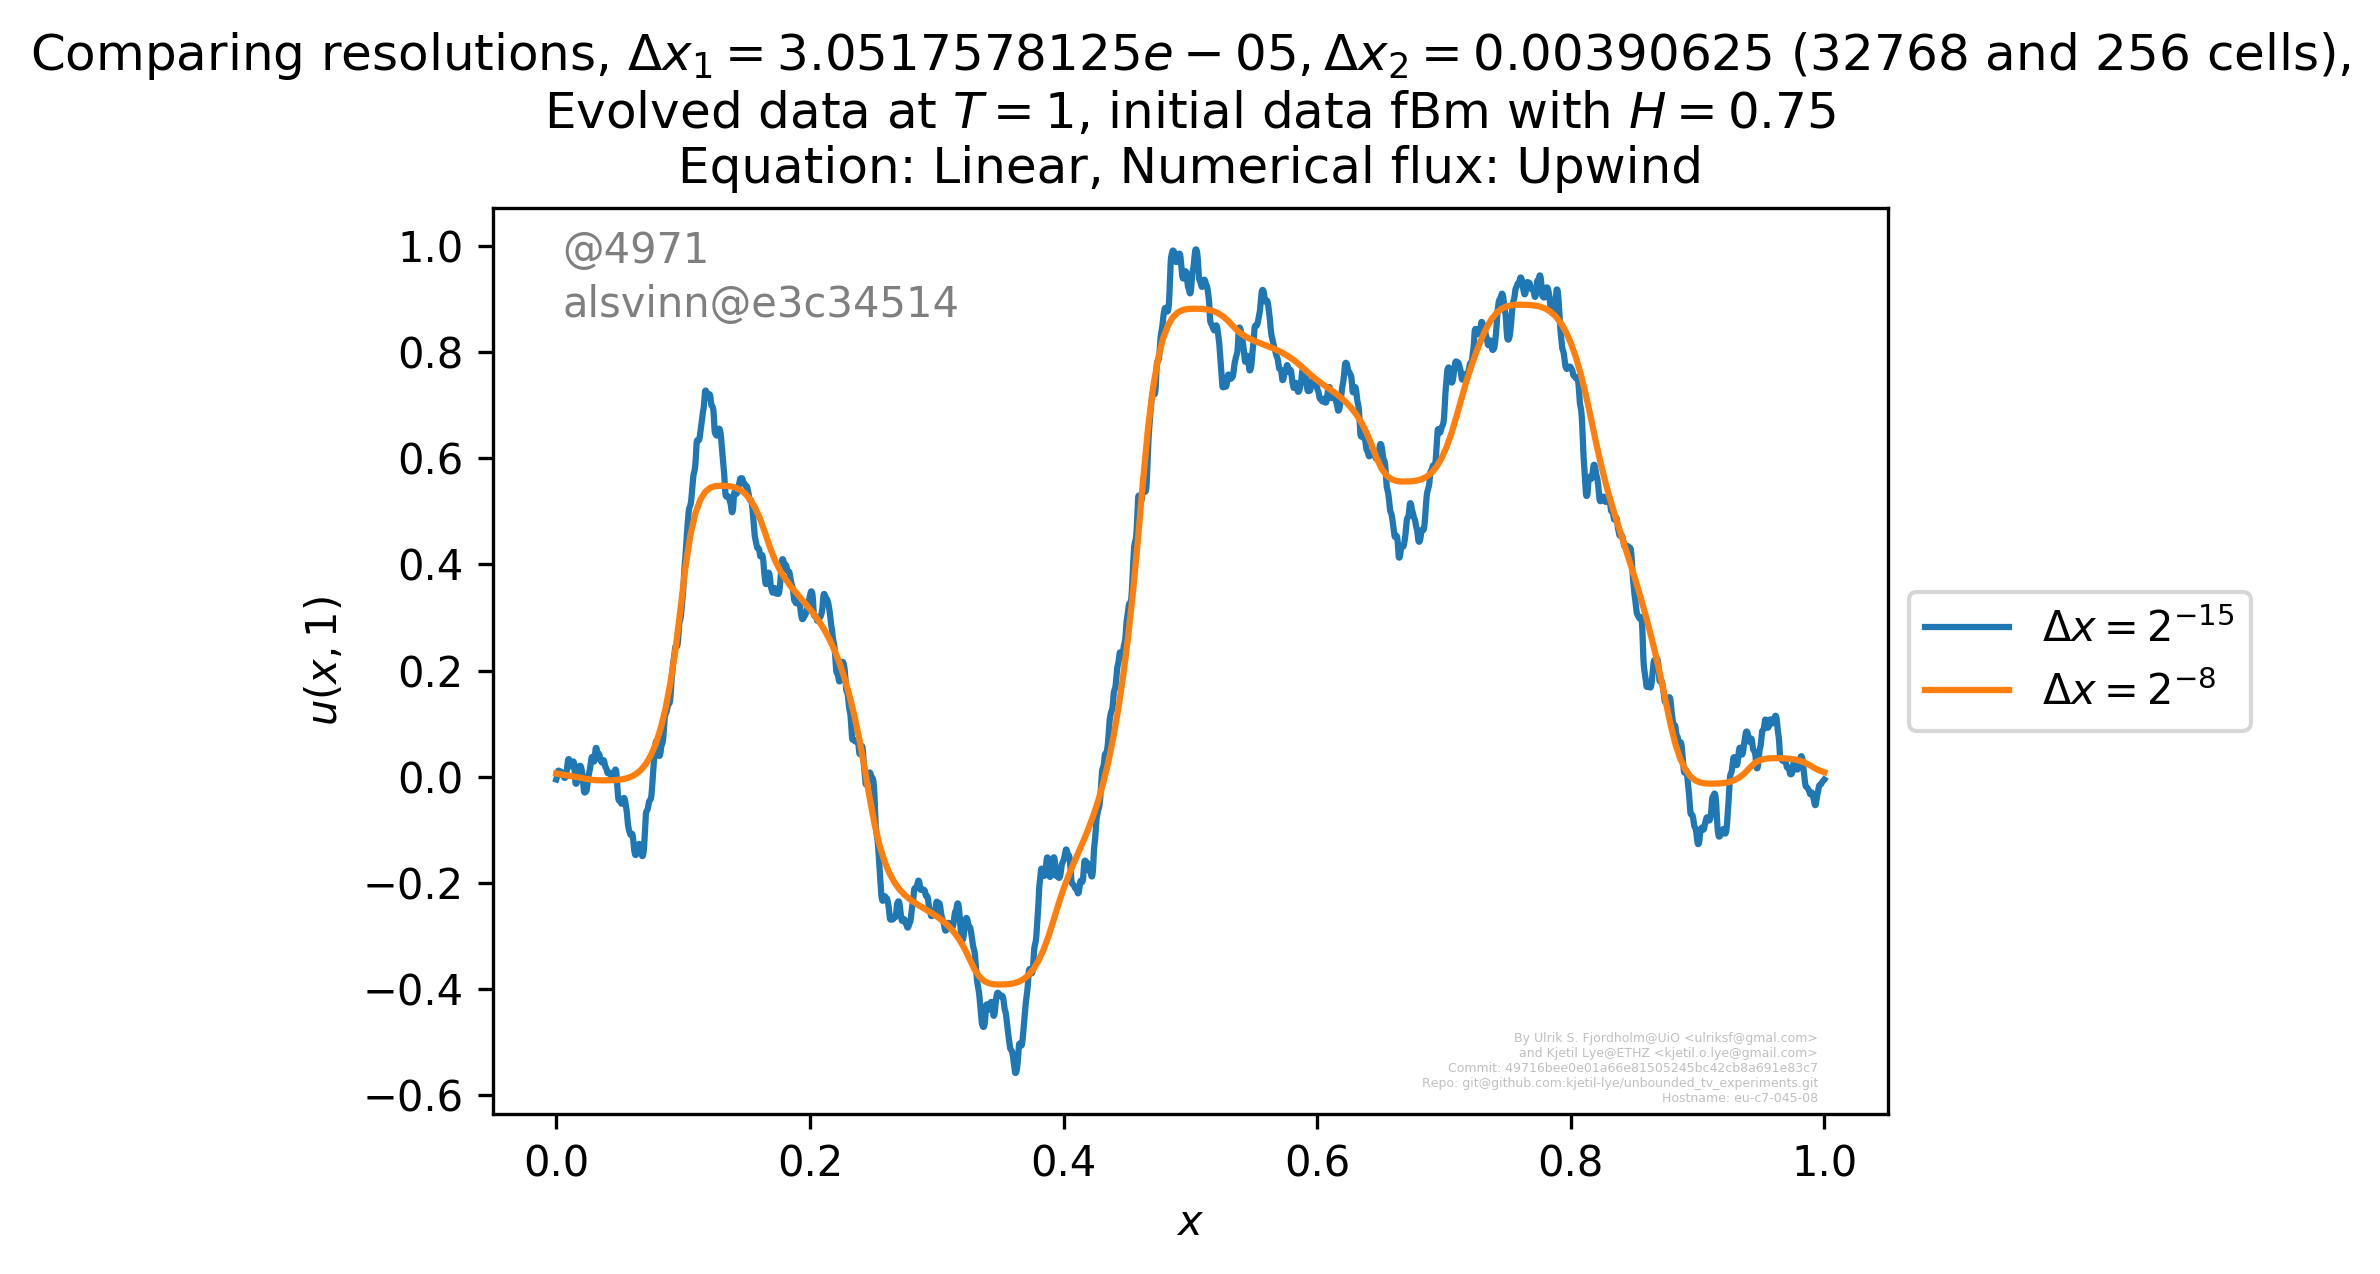 Comparing resolutions, Δx₁ = 3.0517578125e − 05, Δx₂ = 0.00390625 (32768 and 256 cells),
Evolved data at T = 1, initial data fBm with H = 0.75
Equation: Linear, Numerical flux: Upwind
@4971
alsvinn@e3c34514
1.0
0.8
0.6
0.4
0.2
0.0
−0.2
−0.4
−0.6
u(x, 1)
Δx = 2⁻¹⁵
Δx = 2⁻⁸
By Ulrik S. Fjordholm@UiO <ulriksf@gmal.com>
and Kjetil Lye@ETHZ <kjetil.o.lye@gmail.com>
Commit: 49716bee0e01a66e81505245bc42cb8a691e83c7
Repo: git@github.com:kjetil-lye/unbounded_tv_experiments.git
Hostname: eu-c7-045-08
0.0 0.2 0.4 0.6 0.8 1.0
x